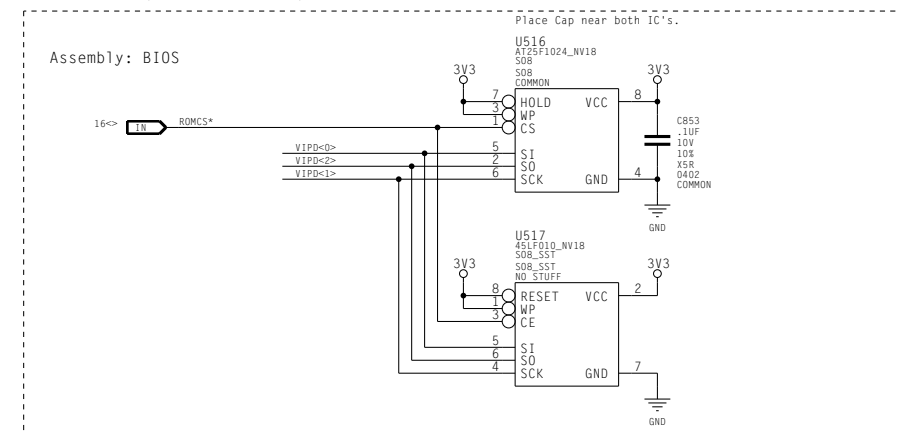 Place Cap near both IC's.
Assembly: BIOS
U516
AT25F1024_NV18
SO8
SO8
COMMON
3V3
3V3
7 HOLD VCC 8
3 WP
1 CS
16<> IN ROMCS*
C853
.1UF
10V
10%
X5R
0402
COMMON
VIPD<0> 5 SI
VIPD<2> 2 SO
VIPD<1> 6 SCK GND 4
GND
U517
45LF010_NV18
SO8_SST
SO8_SST
NO STUFF
3V3
3V3
8 RESET VCC 2
1 WP
3 CE
5 SI
6 SO
4 SCK GND 7
GND